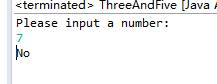 <terminated> ThreeAndFive [Java A
Please input a number:
7
No